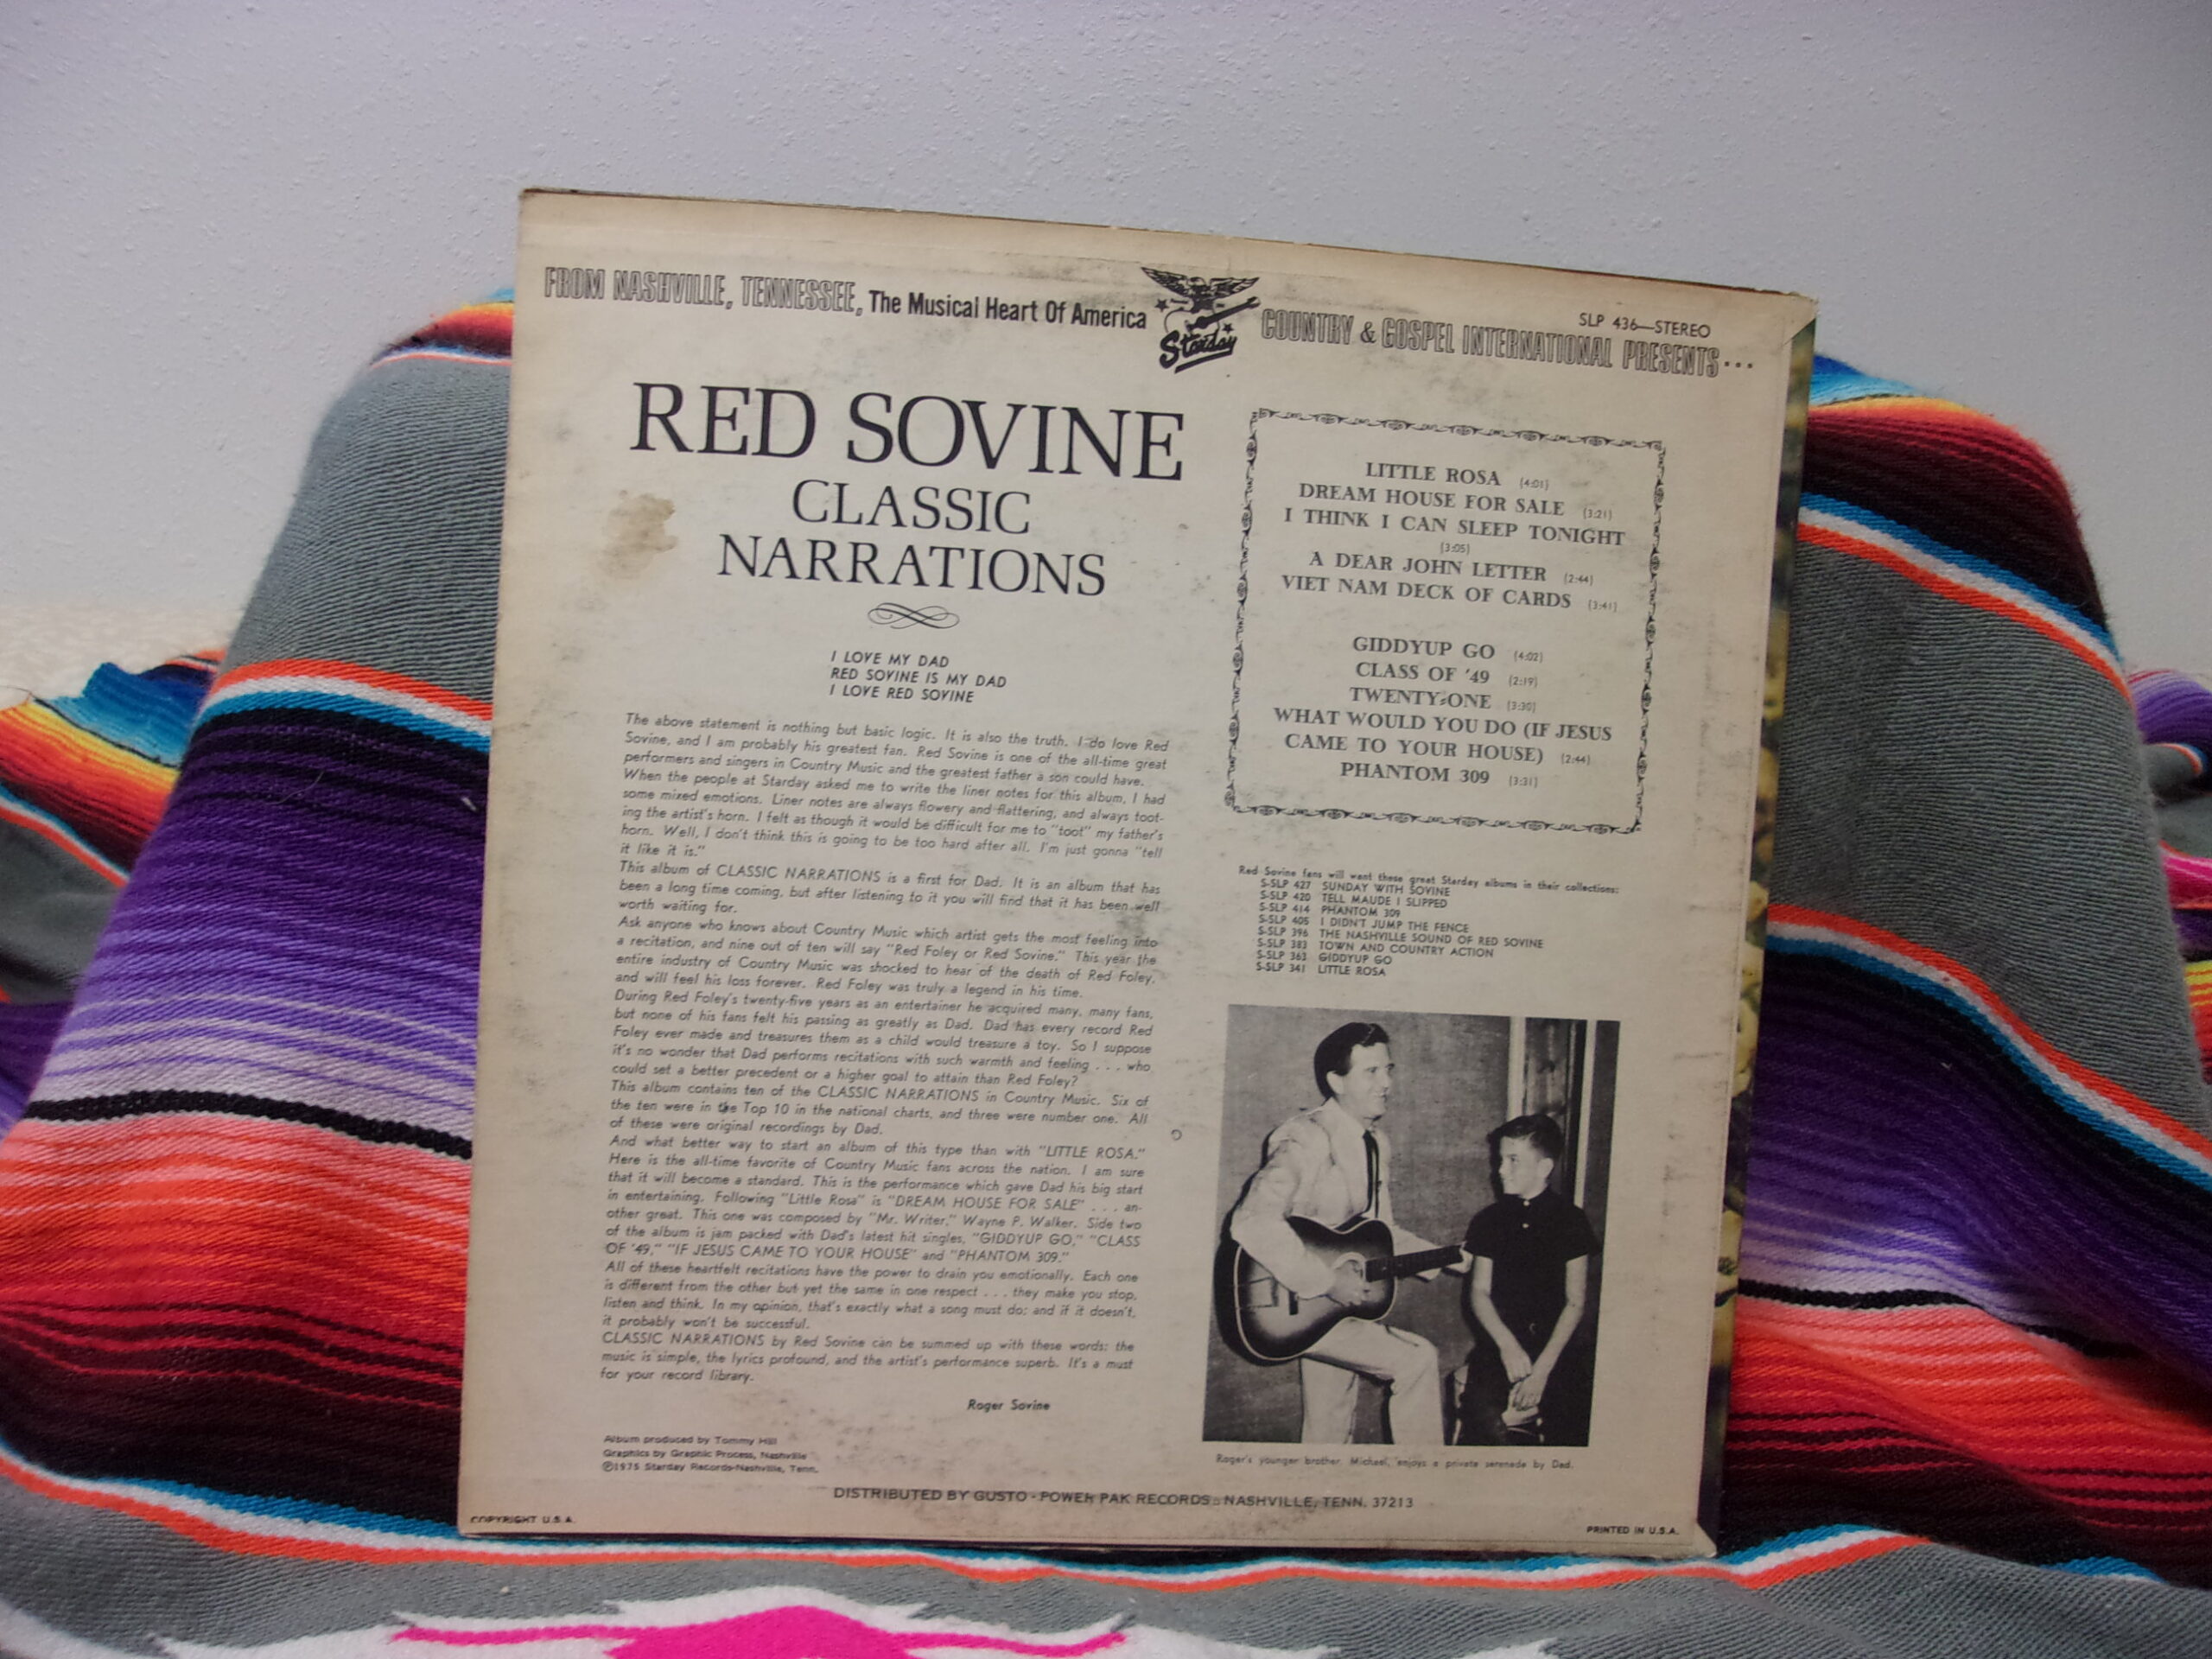 SLP 436—STEREO
FROM NASHVILLE, TENNESSEE, The Musical Heart Of America
Starday
COUNTRY & GOSPEL INTERNATIONAL PRESENTS...
RED SOVINE
CLASSIC
NARRATIONS
I LOVE MY DAD
RED SOVINE IS MY DAD
I LOVE RED SOVINE
The above statement is nothing but basic logic. It is also the truth. I do love Red
Sovine, and I am probably his greatest fan. Red Sovine is one of the all-time great
performers and singers in Country Music and the greatest father a son could have.
When the people at Starday asked me to write the liner notes for this album, I had
some mixed emotions. Liner notes are always flowery and flattering, and always toot-
ing the artist's horn. I felt as though it would be difficult for me to "toot" my father's
horn. Well, I don't think this is going to be too hard after all. I'm just gonna "tell
it like it is."
This album of CLASSIC NARRATIONS is a first for Dad. It is an album that has
been a long time coming, but after listening to it you will find that it has been well
worth waiting for.
Ask anyone who knows about Country Music which artist gets the most feeling into
a recitation, and nine out of ten will say "Red Foley or Red Sovine." This year the
entire industry of Country Music was shocked to hear of the death of Red Foley,
and will feel his loss forever. Red Foley was truly a legend in his time.
During Red Foley's twenty-five years as an entertainer he acquired many, many fans,
but none of his fans felt his passing as greatly as Dad. Dad has every record Red
Foley ever made and treasures them as a child would treasure a toy. So I suppose
it's no wonder that Dad performs recitations with such warmth and feeling . . . who
could set a better precedent or a higher goal to attain than Red Foley?
This album contains ten of the CLASSIC NARRATIONS in Country Music. Six of
the ten were in the Top 10 in the national charts, and three were number one. All
of these were original recordings by Dad.
And what better way to start an album of this type than with "LITTLE ROSA."
Here is the all-time favorite of Country Music fans across the nation. I am sure
that it will become a standard. This is the performance which gave Dad his big start
in entertaining. Following "Little Rosa" is "DREAM HOUSE FOR SALE" . . . an-
other great. This one was composed by "Mr. Writer," Wayne P. Walker. Side two
of the album is jam packed with Dad's latest hit singles, "GIDDYUP GO," "CLASS
OF '49," "IF JESUS CAME TO YOUR HOUSE" and "PHANTOM 309."
All of these heartfelt recitations have the power to drain you emotionally. Each one
is different from the other but yet the same in one respect . . . they make you stop,
listen and think. In my opinion, that's exactly what a song must do; and if it doesn't,
it probably won't be successful.
CLASSIC NARRATIONS by Red Sovine can be summed up with these words: the
music is simple, the lyrics profound, and the artist's performance superb. It's a must
for your record library.
Roger Sovine
Album produced by Tommy Hill
Graphics by Graphic Process, Nashville
Ⓟ1975 Starday Records-Nashville, Tenn.
LITTLE ROSA (4:01)
DREAM HOUSE FOR SALE (3:21)
I THINK I CAN SLEEP TONIGHT
(3:05)
A DEAR JOHN LETTER (2:44)
VIET NAM DECK OF CARDS (3:41)
GIDDYUP GO (4:02)
CLASS OF '49 (2:19)
TWENTY-ONE (3:30)
WHAT WOULD YOU DO (IF JESUS
CAME TO YOUR HOUSE) (2:44)
PHANTOM 309 (3:31)
Red Sovine fans will want these great Starday albums in their collections:
S-SLP 427 SUNDAY WITH SOVINE
S-SLP 420 TELL MAUDE I SLIPPED
S-SLP 414 PHANTOM 309
S-SLP 405 I DIDN'T JUMP THE FENCE
S-SLP 396 THE NASHVILLE SOUND OF RED SOVINE
S-SLP 383 TOWN AND COUNTRY ACTION
S-SLP 363 GIDDYUP GO
S-SLP 341 LITTLE ROSA
Roger's younger brother, Michael, enjoys a private serenade by Dad.
DISTRIBUTED BY GUSTO - POWER PAK RECORDS - NASHVILLE, TENN. 37213
COPYRIGHT U.S.A.
PRINTED IN U.S.A.